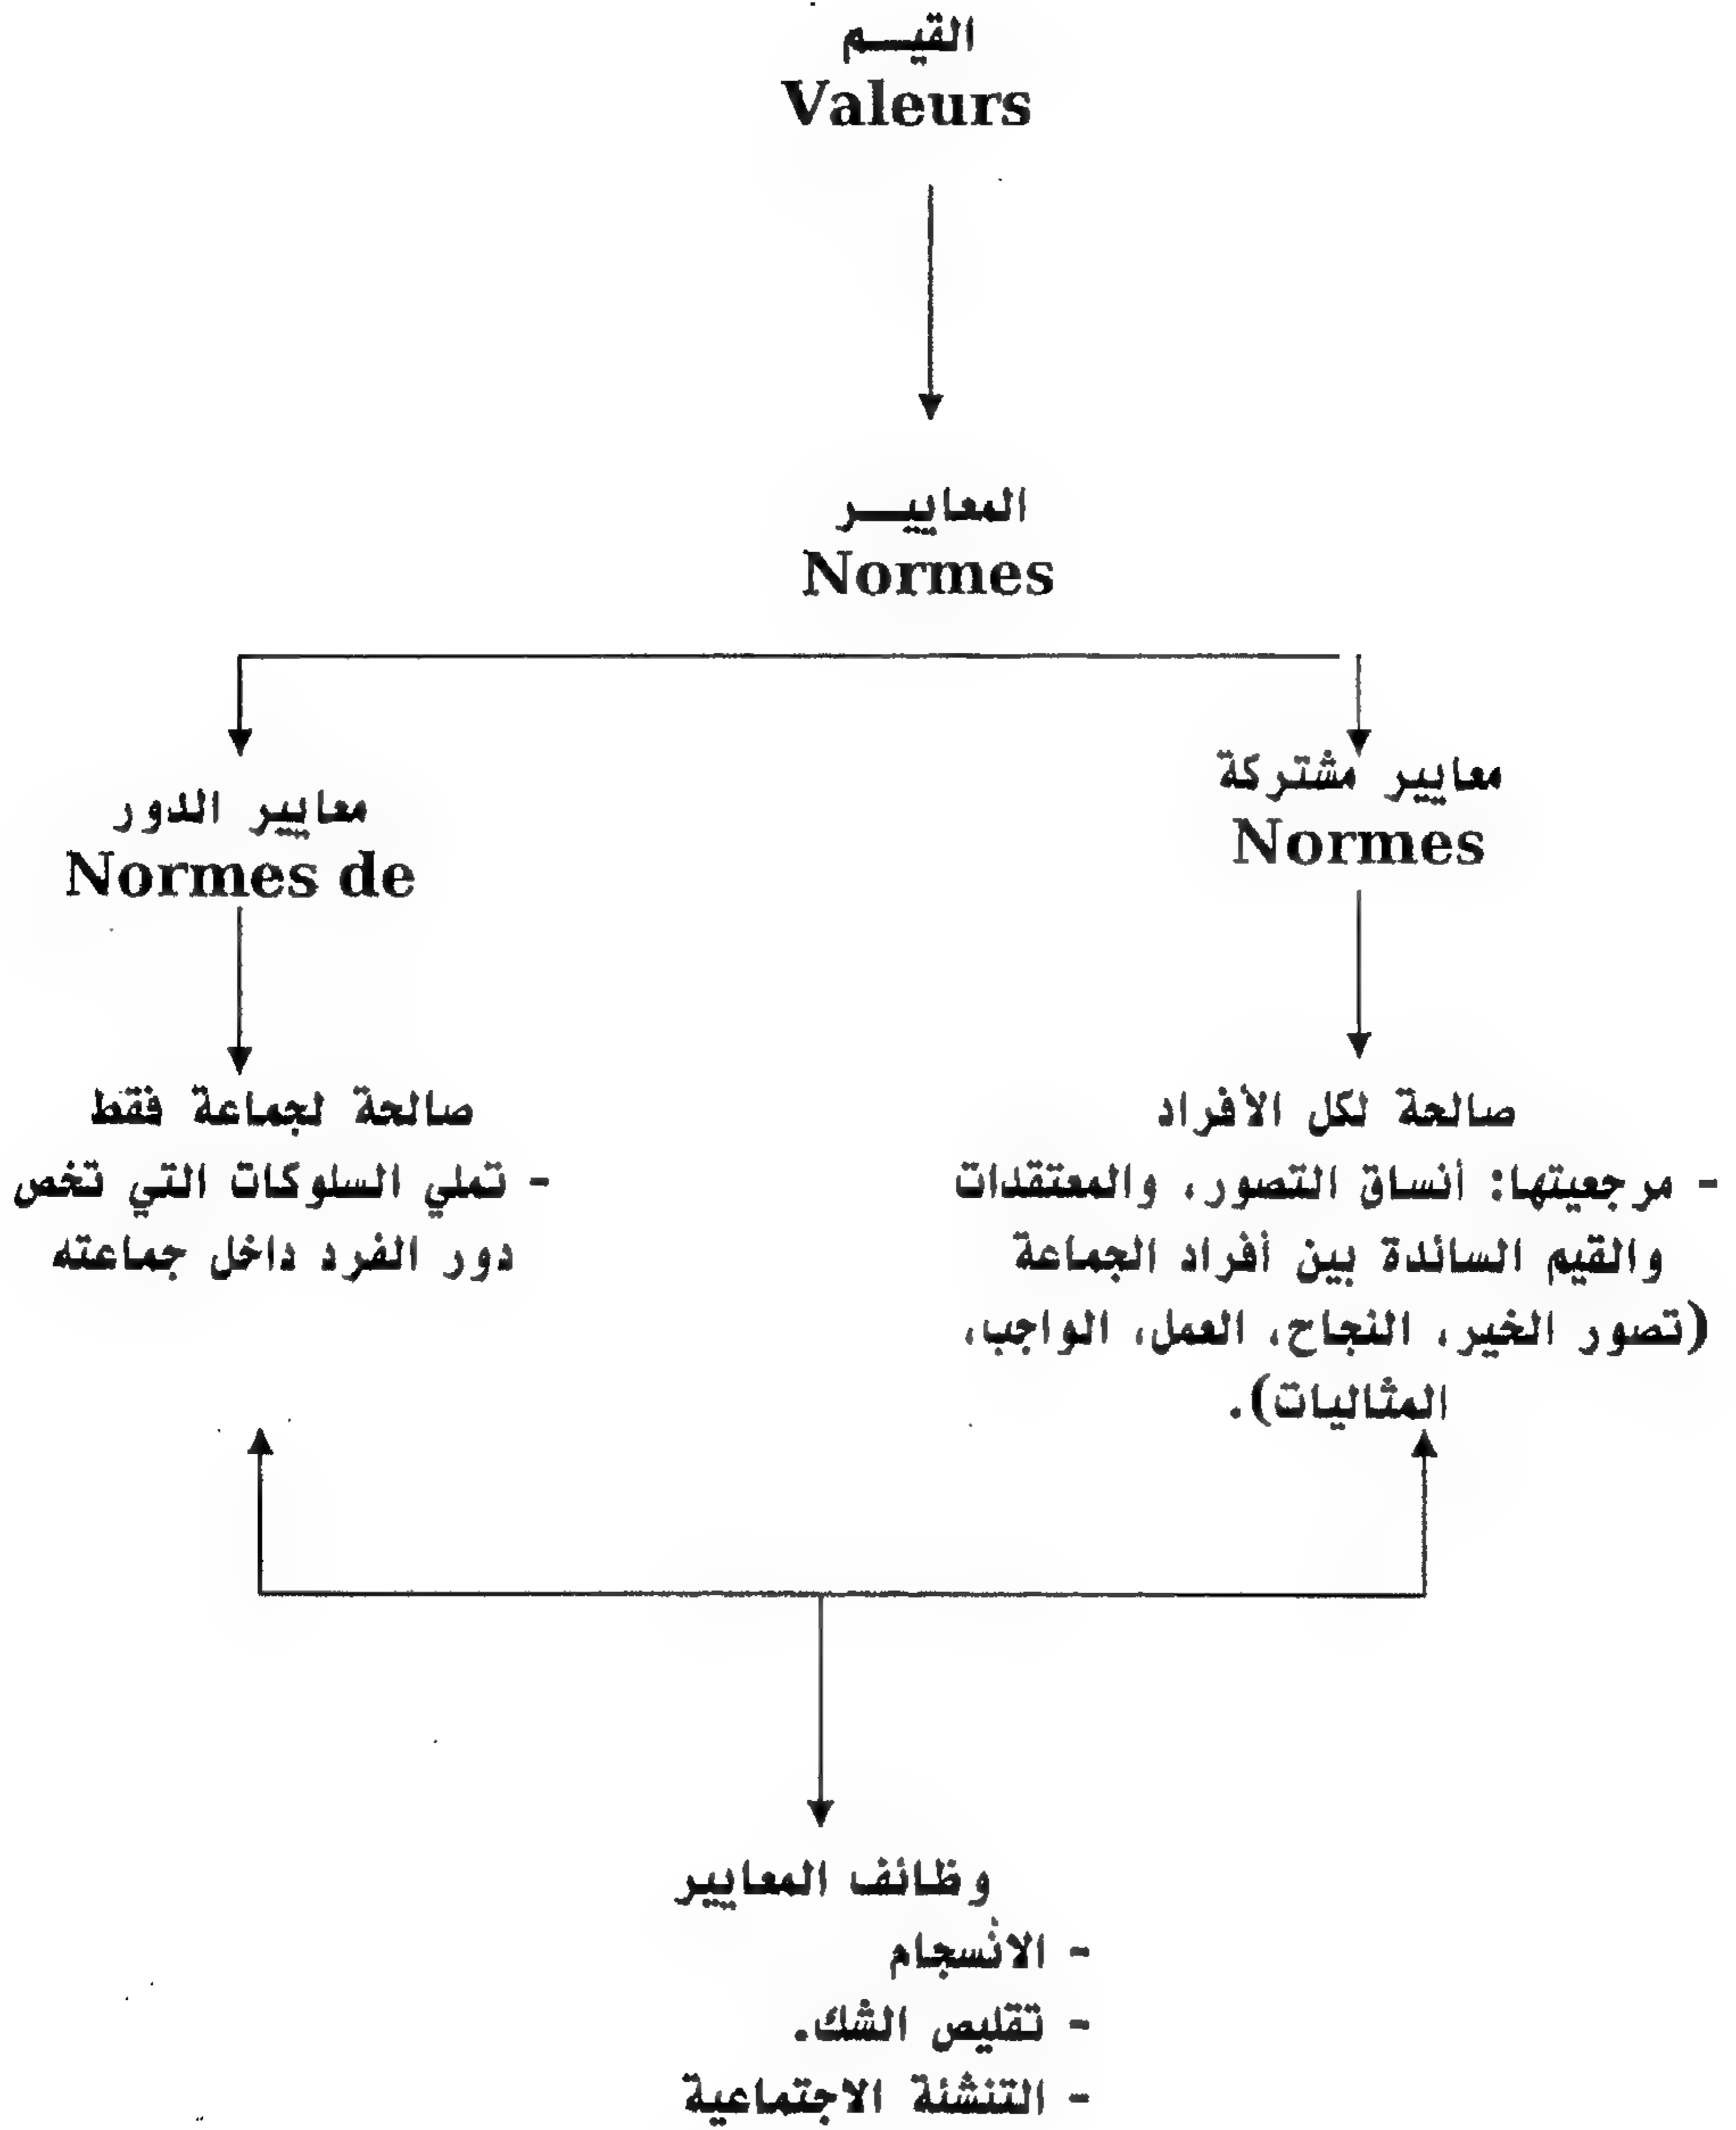 القيم
Valeurs
المعايير
Normes
معايير مشتركة
Normes
صالحة لكل الأفراد
- مرجعيتها: أنساق التصور، والمعتقدات
والقيم السائدة بين أفراد الجماعة
(تصور الخير، النجاح، العمل، الواجب،
المثاليات).
معايير الدور
Normes de
صالحة لجماعة فقط
- تملي السلوكات التي تخص
دور الفرد داخل جماعته
وظائف المعايير
- الانسجام
- تقليص الشك.
- التنشئة الاجتماعية